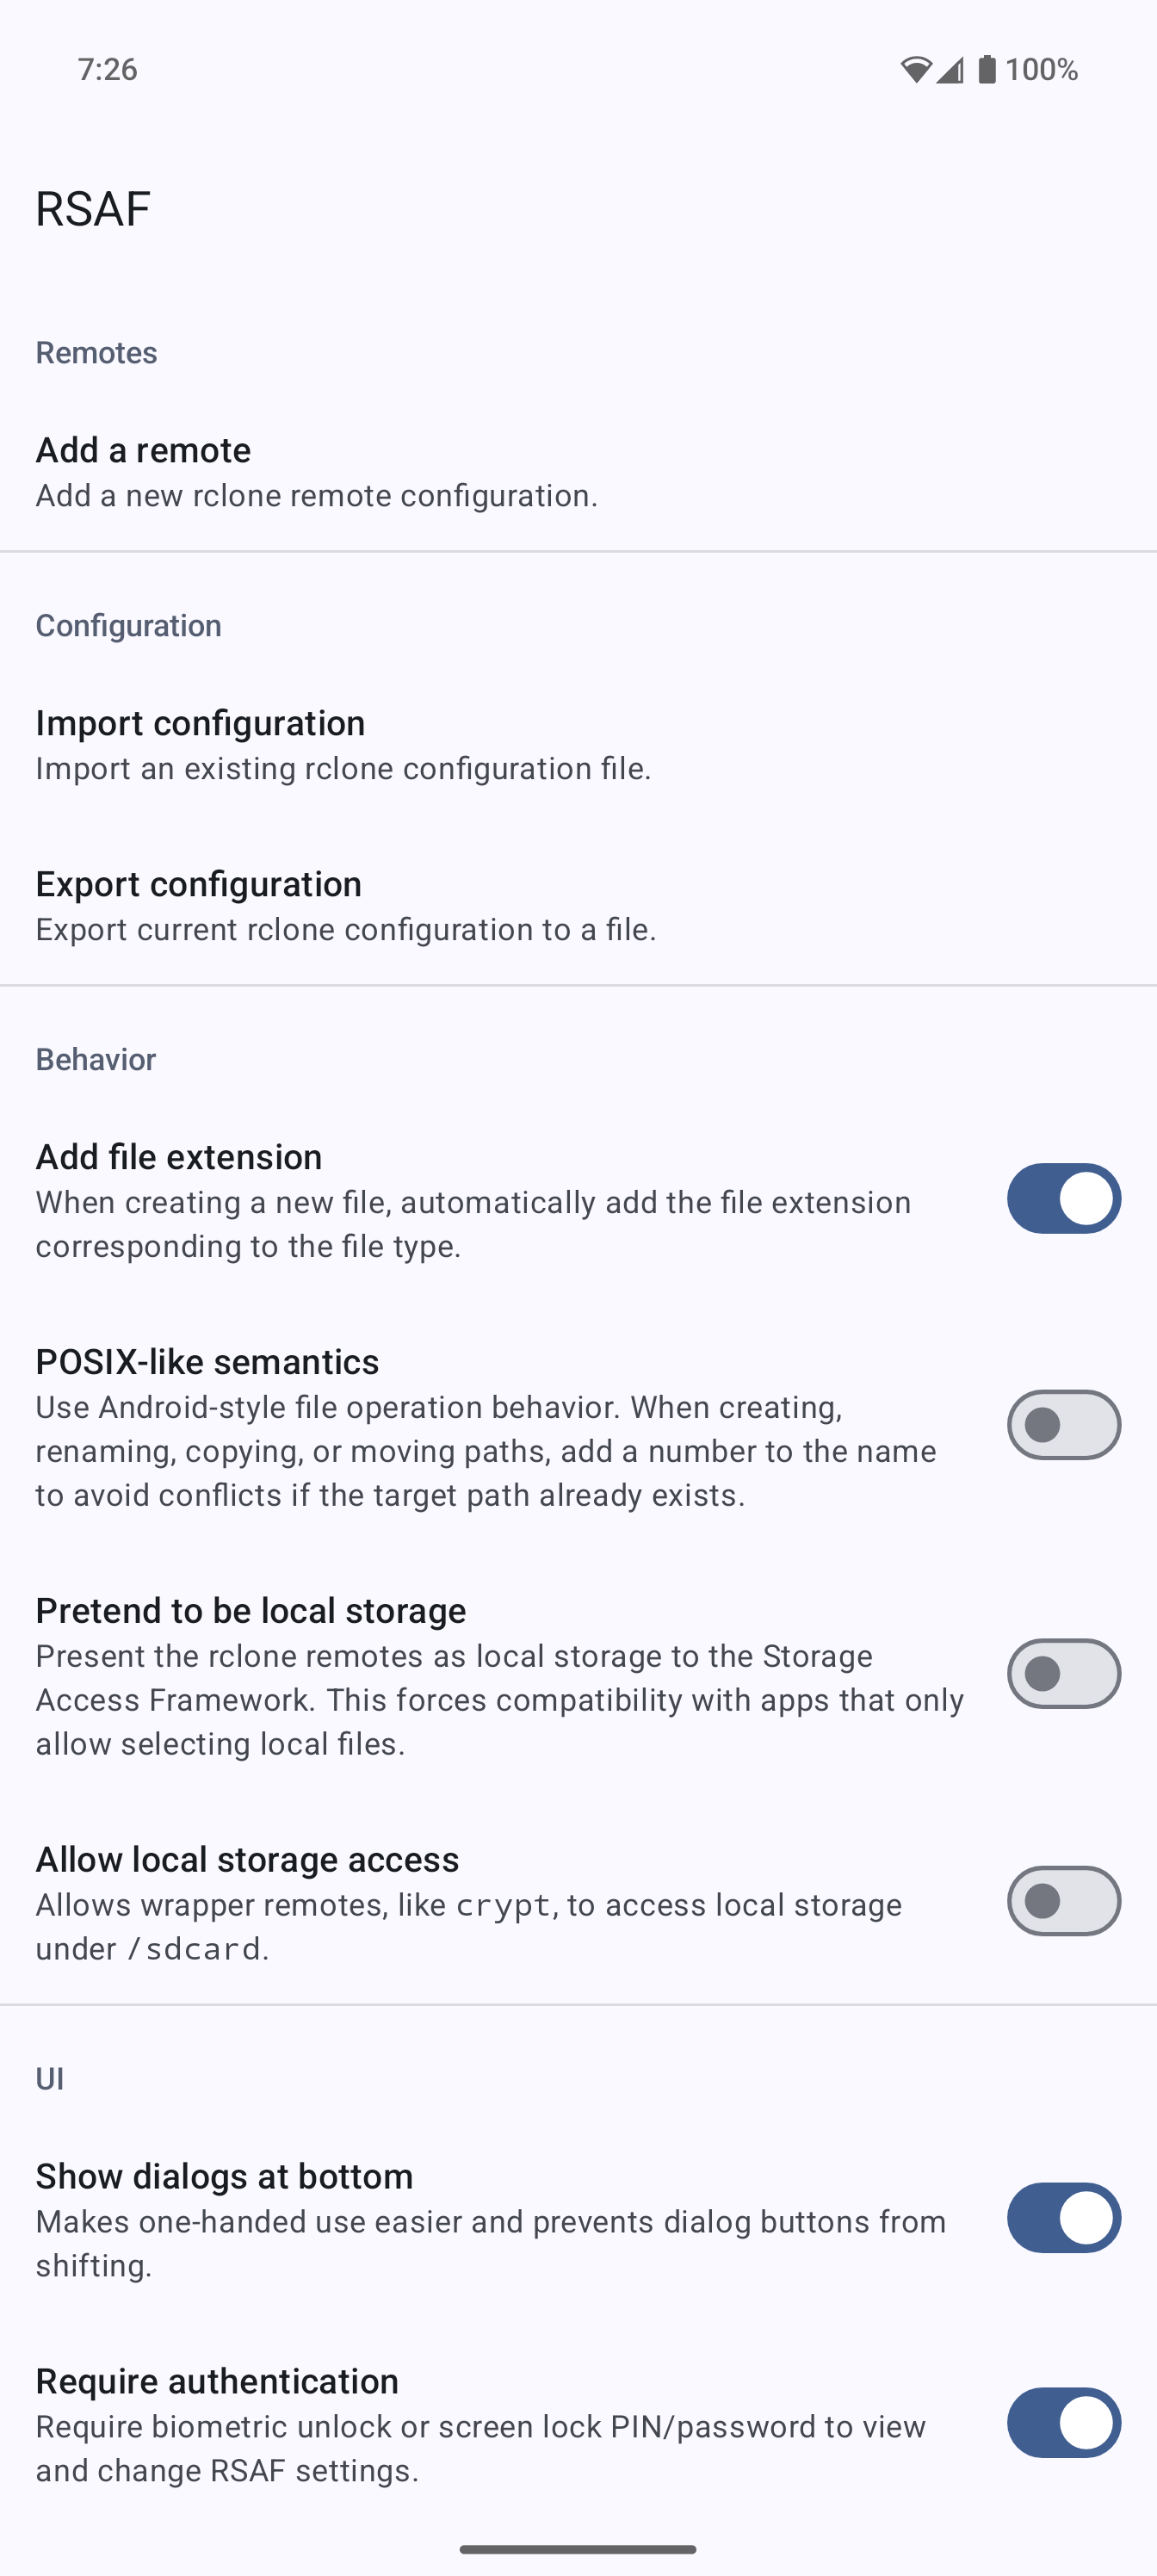 7:26
100%
RSAF
Remotes
Add a remote
Add a new rclone remote configuration.
Configuration
Import configuration
Import an existing rclone configuration file.
Export configuration
Export current rclone configuration to a file.
Behavior
Add file extension
When creating a new file, automatically add the file extension
corresponding to the file type.
POSIX-like semantics
Use Android-style file operation behavior. When creating,
renaming, copying, or moving paths, add a number to the name
to avoid conflicts if the target path already exists.
Pretend to be local storage
Present the rclone remotes as local storage to the Storage
Access Framework. This forces compatibility with apps that only
allow selecting local files.
Allow local storage access
Allows wrapper remotes, like crypt, to access local storage
under /sdcard.
UI
Show dialogs at bottom
Makes one-handed use easier and prevents dialog buttons from
shifting.
Require authentication
Require biometric unlock or screen lock PIN/password to view
and change RSAF settings.